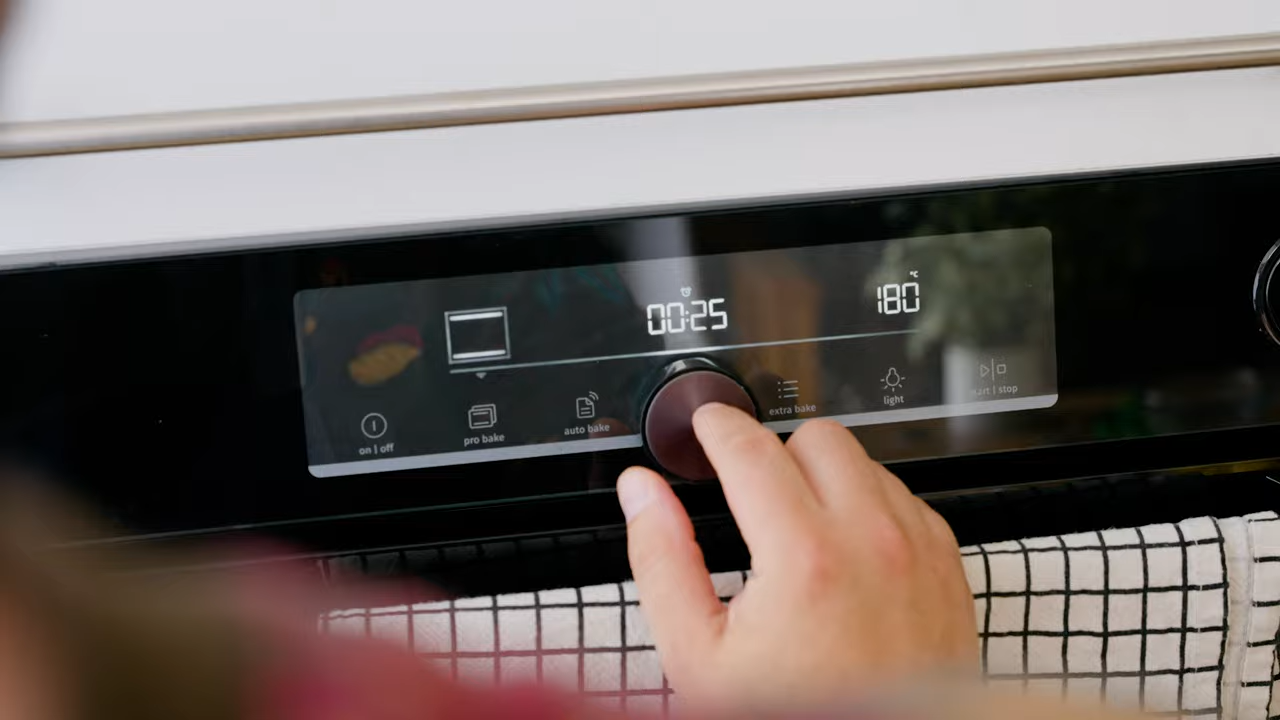 00:25
180 °C
on | off
pro bake
auto bake
extra bake
light
start | stop